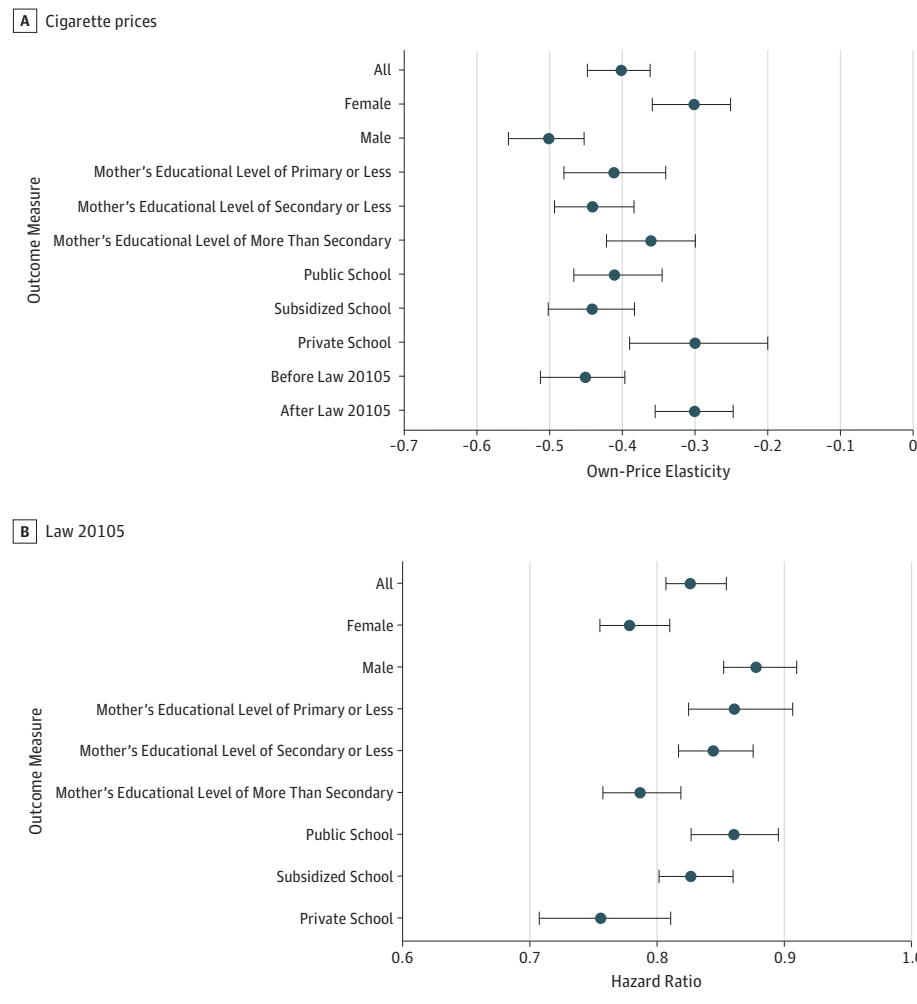 A Cigarette prices
Outcome Measure
All
Female
Male
Mother's Educational Level of Primary or Less
Mother's Educational Level of Secondary or Less
Mother's Educational Level of More Than Secondary
Public School
Subsidized School
Private School
Before Law 20105
After Law 20105
-0.7 -0.6 -0.5 -0.4 -0.3 -0.2 -0.1 0
Own-Price Elasticity
B Law 20105
Outcome Measure
All
Female
Male
Mother's Educational Level of Primary or Less
Mother's Educational Level of Secondary or Less
Mother's Educational Level of More Than Secondary
Public School
Subsidized School
Private School
0.6 0.7 0.8 0.9 1.0
Hazard Ratio